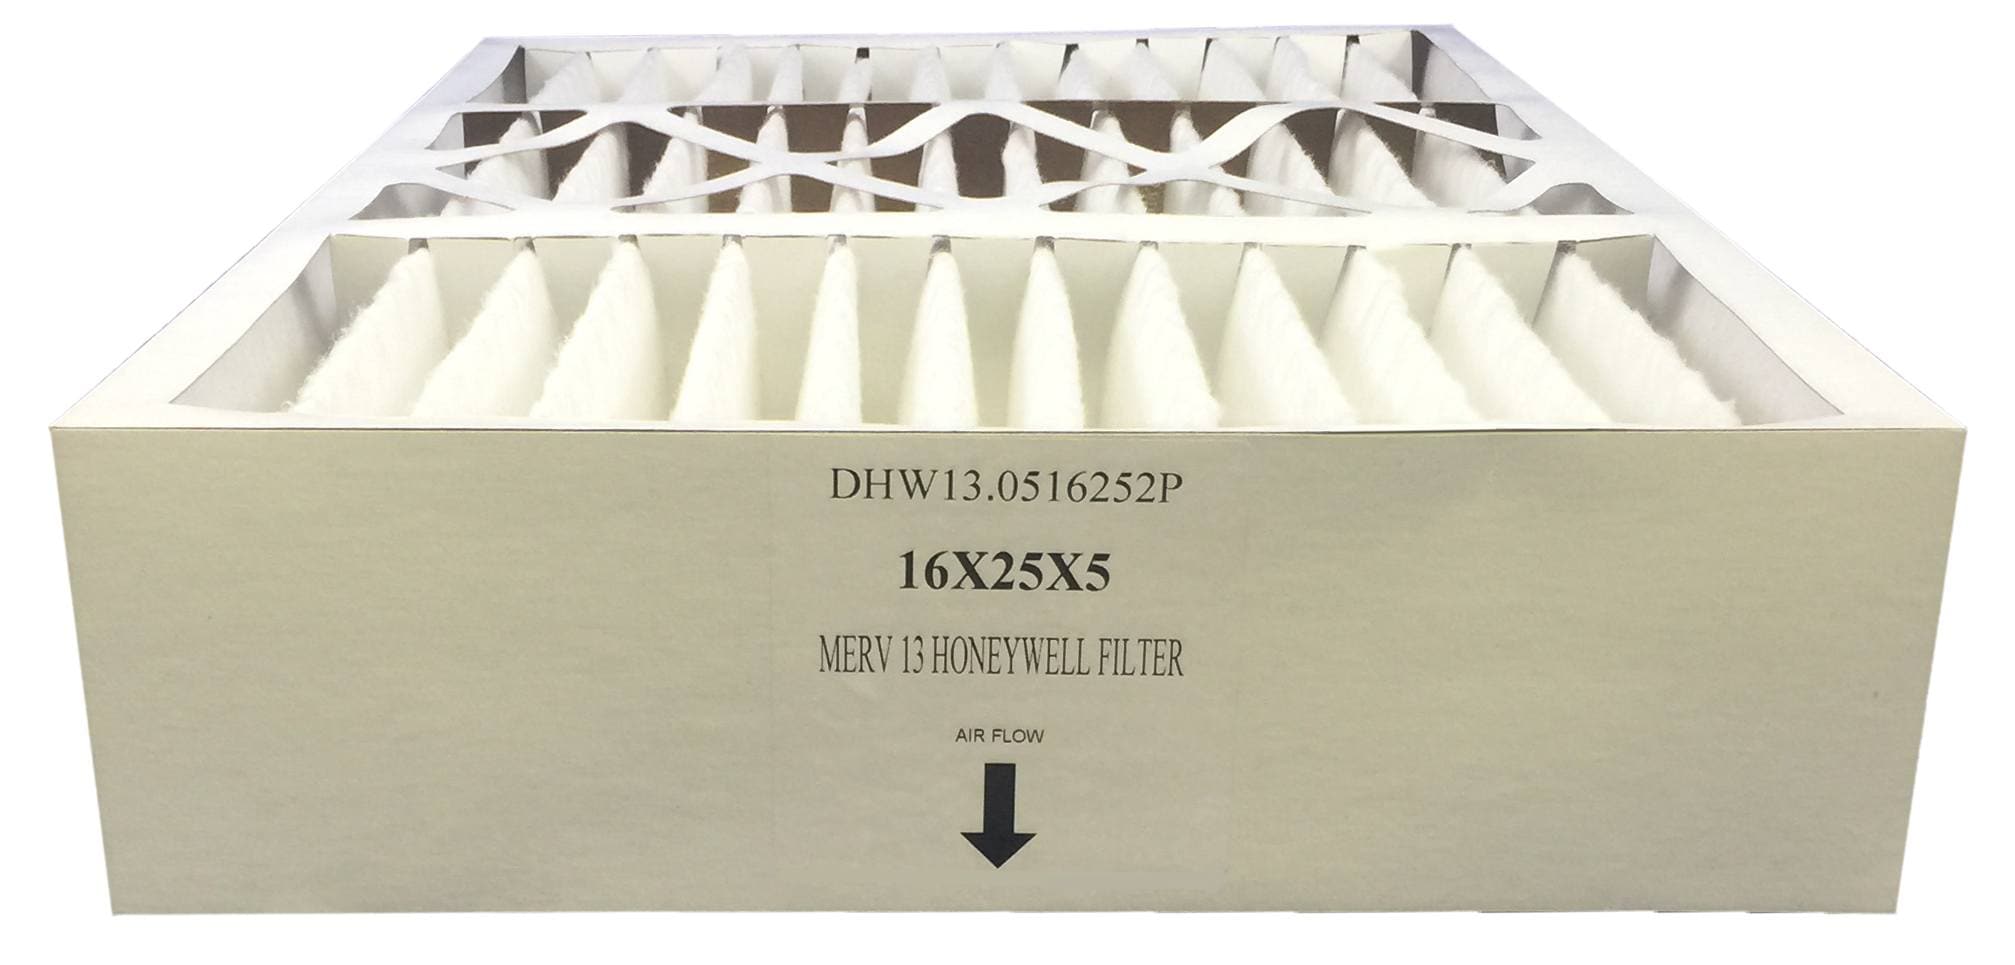 DHW13.0516252P
16X25X5
MERV 13 HONEYWELL FILTER
AIR FLOW